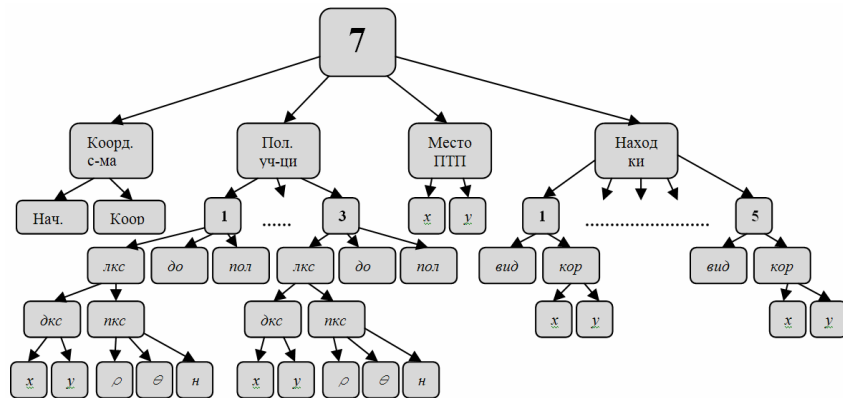 7
Коорд.
с-ма
Пол.
уч-ци
Место
ПТП
Наход
ки
Нач.
Коор
1
......
3
x
y
1
........................
5
лкс
до
пол
лкс
до
пол
вид
кор
вид
кор
дкс
пкс
дкс
пкс
x
y
x
y
x
y
ρ
θ
н
x
y
ρ
θ
н